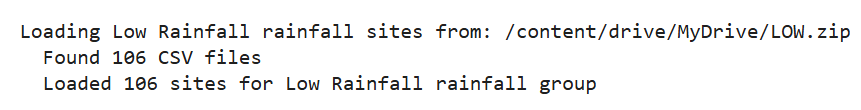 Loading Low Rainfall rainfall sites from: /content/drive/MyDrive/LOW.zip
Found 106 CSV files
Loaded 106 sites for Low Rainfall rainfall group